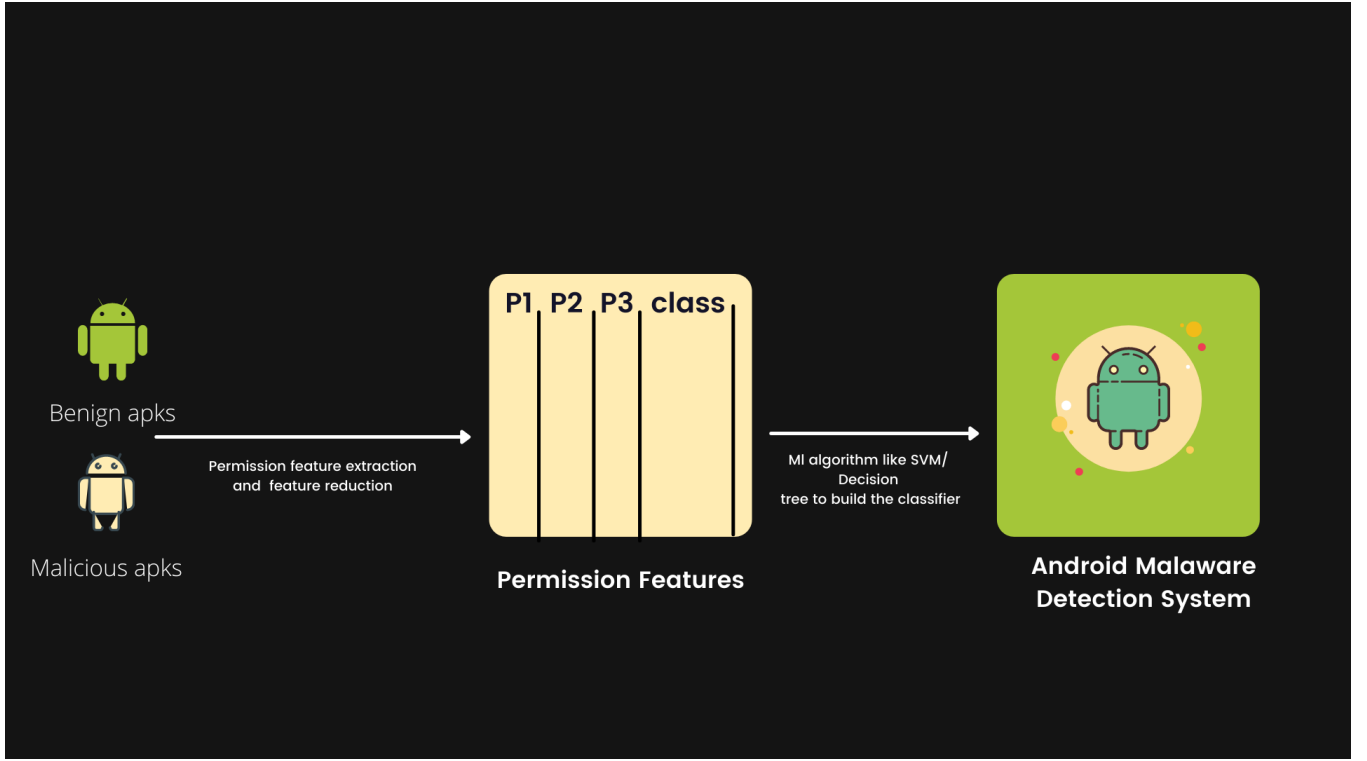 Benign apks
Malicious apks
Permission feature extraction
and feature reduction
P1 P2 P3 class
Permission Features
Ml algorithm like SVM/
Decision
tree to build the classifier
Android Malaware
Detection System